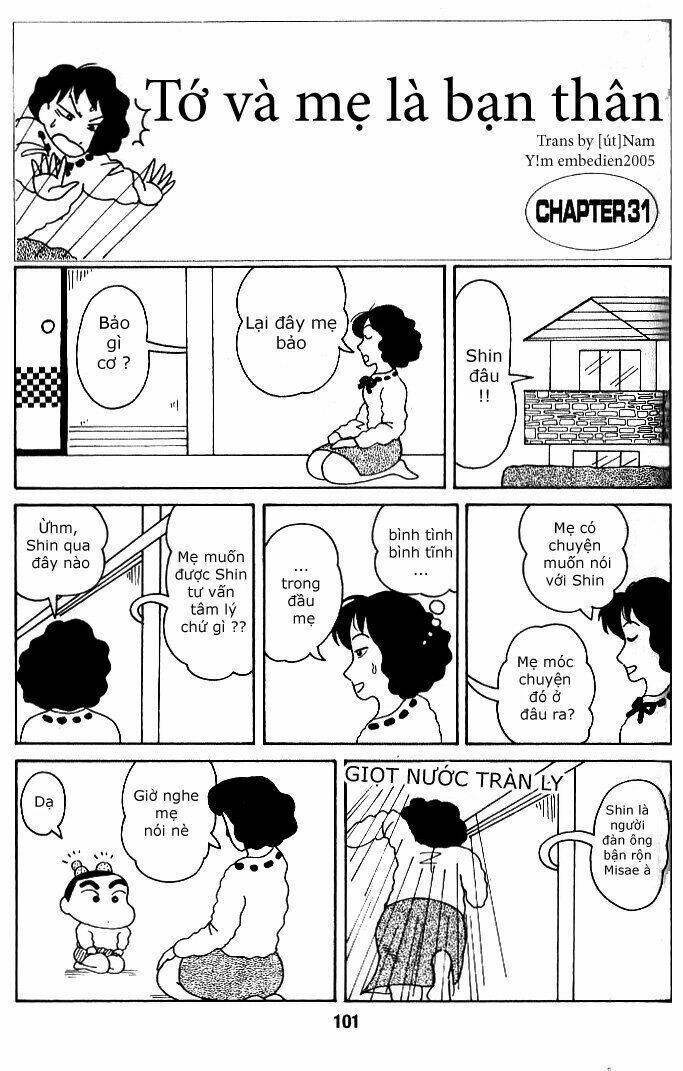 Tớ và mẹ là bạn thân
Trans by [út]Nam
Y!m embedien2005
CHAPTER 31
Shin
đâu
!!
Lại đây mẹ
bảo
Bảo
gì
cơ ?
Mẹ có
chuyện
muốn nói
với Shin
Mẹ móc
chuyện
đó ở
đâu ra?
bình tình
bình tĩnh
...
...
trong
đầu
mẹ
Mẹ muốn
được Shin
tư vấn
tâm lý
chứ gì ??
Ừhm,
Shin qua
đây nào
Shin là
người
đàn ông
bận rộn
Misae à
GIỌT NƯỚC TRÀN LY
Giờ nghe
mẹ
nói nè
Dạ
101